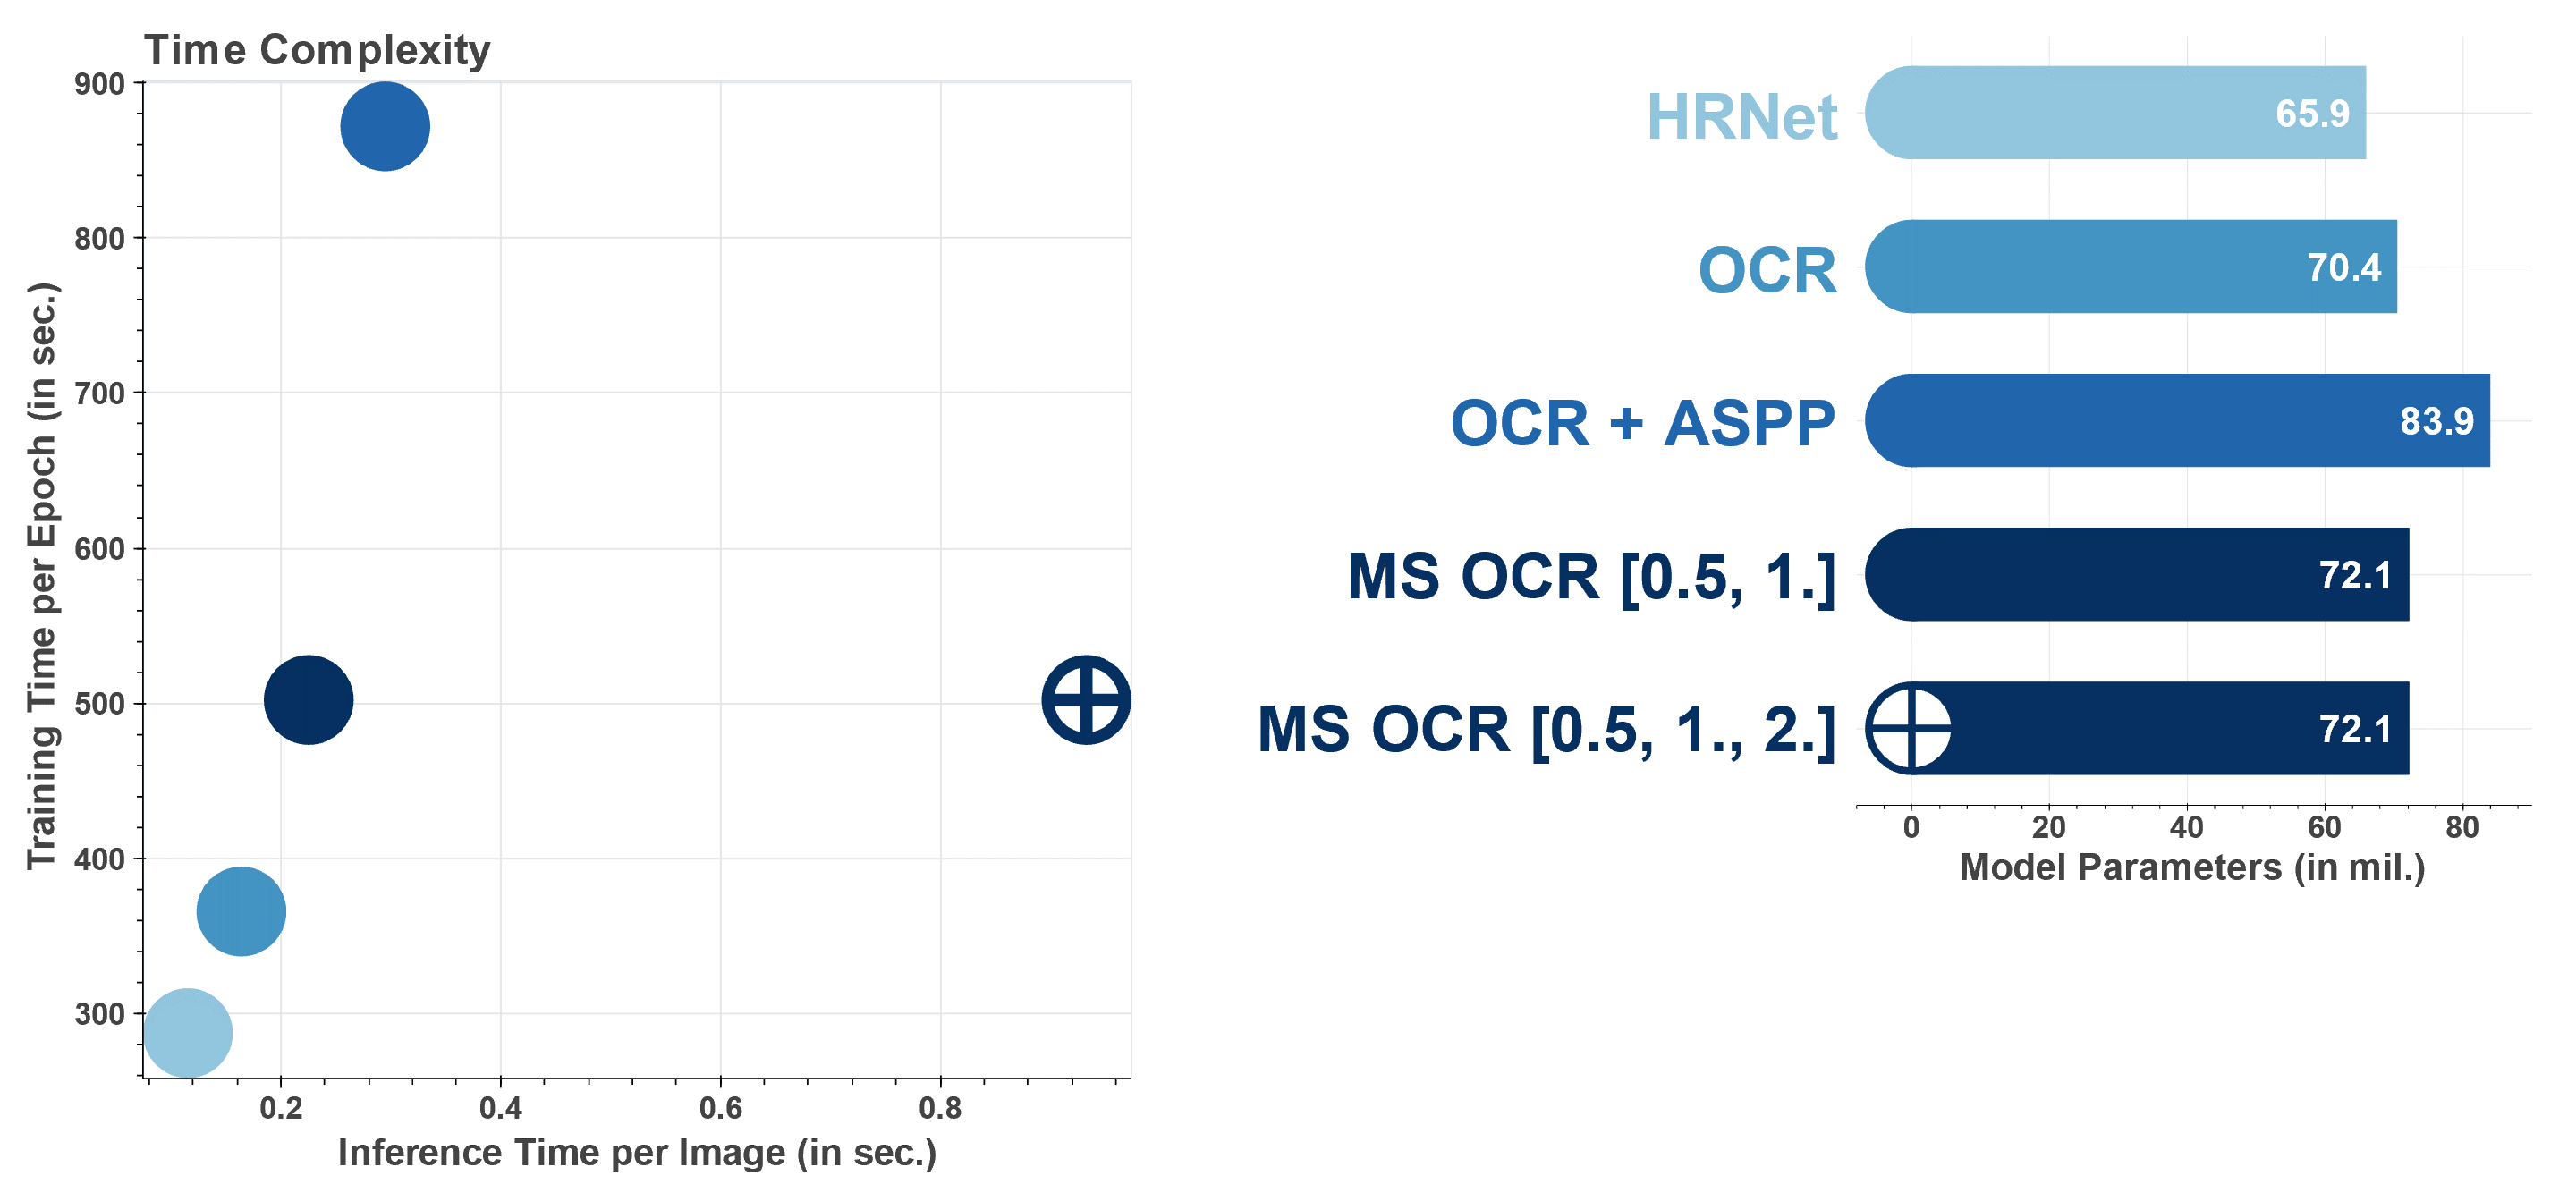 Time Complexity
900
800
700
600
500
400
300
Training Time per Epoch (in sec.)
0.2 0.4 0.6 0.8
Inference Time per Image (in sec.)
HRNet 65.9
OCR 70.4
OCR + ASPP 83.9
MS OCR [0.5, 1.] 72.1
MS OCR [0.5, 1., 2.] 72.1
0 20 40 60 80
Model Parameters (in mil.)